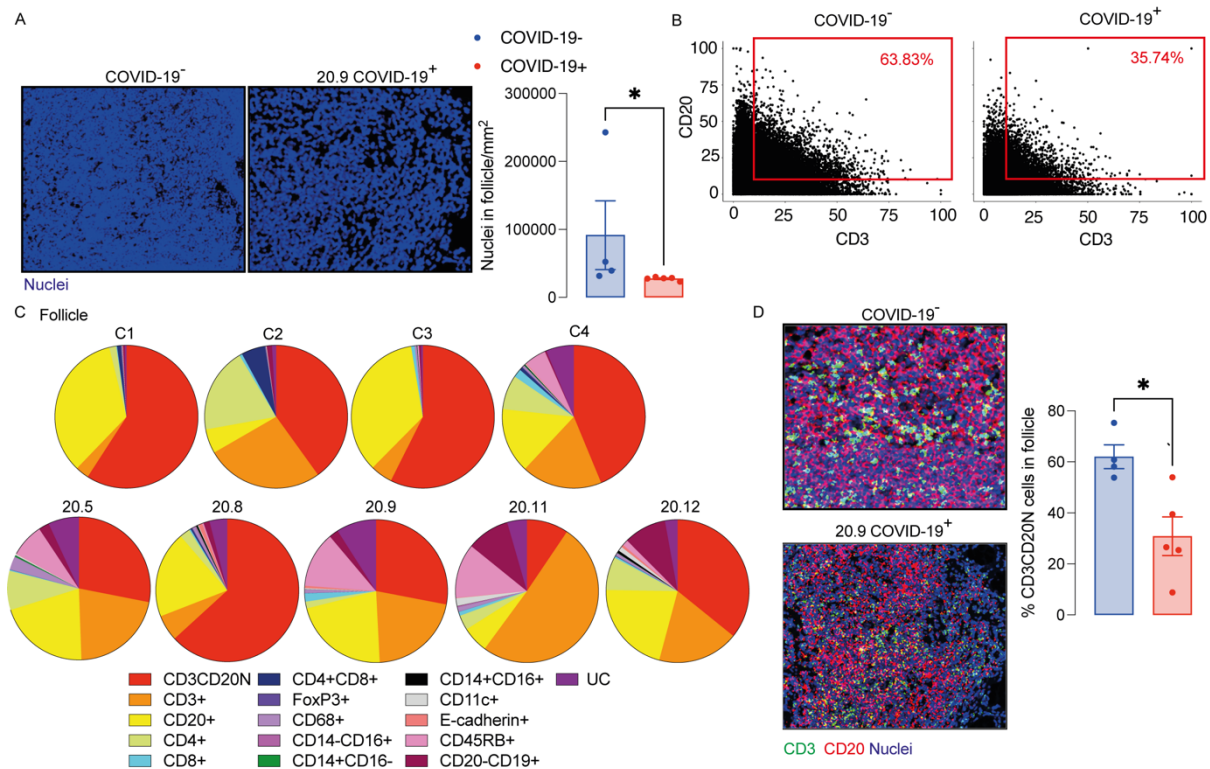 A
COVID-19-
COVID-19+
COVID-19⁻
20.9 COVID-19⁺
Nuclei
Nuclei in follicle/mm²
300000
200000
100000
0
*
B
COVID-19⁻
COVID-19⁺
63.83%
35.74%
CD20
100
75
50
25
0
0 25 50 75 100
0 25 50 75 100
CD3
CD3
C Follicle
C1 C2 C3 C4
20.5 20.8 20.9 20.11 20.12
CD3CD20N
CD3+
CD20+
CD4+
CD8+
CD4+CD8+
FoxP3+
CD68+
CD14-CD16+
CD14+CD16-
CD14+CD16+
CD11c+
E-cadherin+
CD45RB+
CD20-CD19+
UC
D
COVID-19⁻
20.9 COVID-19⁺
CD3 CD20 Nuclei
% CD3CD20N cells in follicle
80
60
40
20
0
*